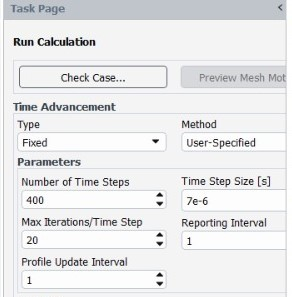 Task Page <
Run Calculation
Check Case... Preview Mesh Mot
Time Advancement
Type Method
Fixed User-Specified
Parameters
Number of Time Steps Time Step Size [s]
400 7e-6
Max Iterations/Time Step Reporting Interval
20 1
Profile Update Interval
1